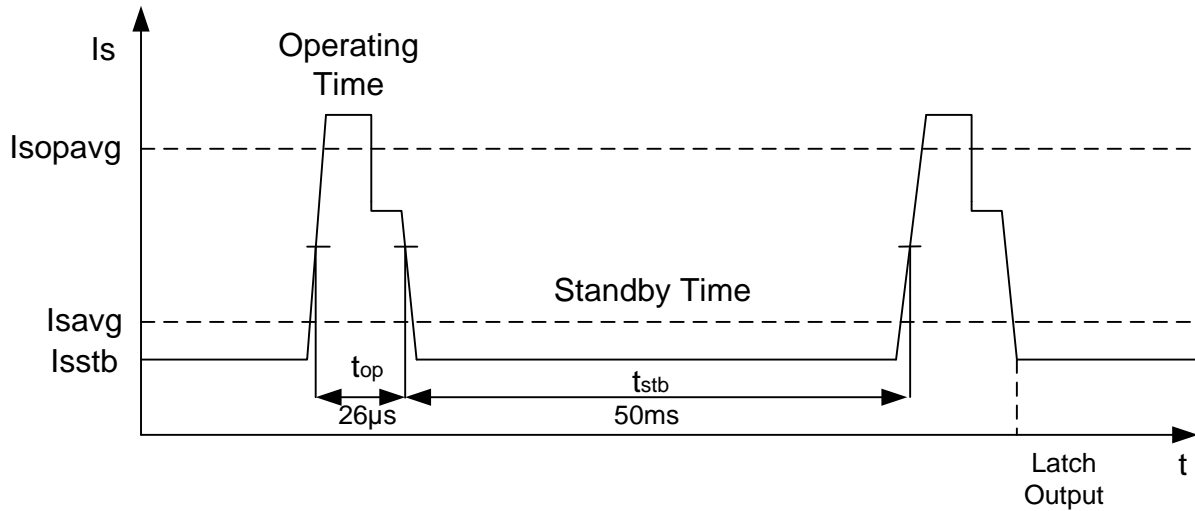 Is
Operating
Time
Isopavg
Standby Time
Isavg
Isstb
top
tstb
26µs
50ms
Latch
Output
t